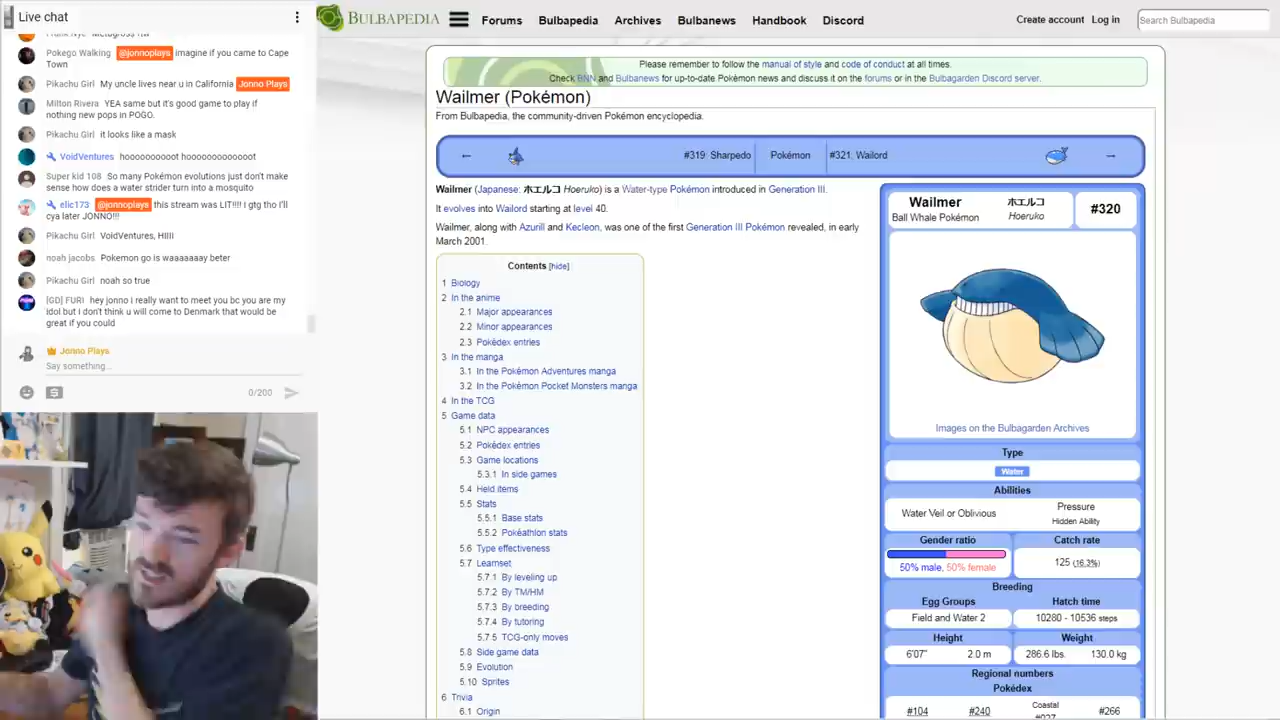 Live chat
Pokego Walking @jonnoplays imagine if you came to Cape
Town
Pikachu Girl My uncle lives near u in California Jonno Plays
Milton Rivera YEA same but it's good game to play if
nothing new pops in POGO.
Pikachu Girl it looks like a mask
VoidVentures hooooooooot hooooooooooooot
Super kid 108 So many Pokémon evolutions just don't make
sense how does a water strider turn into a mosquito
elic173 @jonnoplays this stream was LIT!!!! I gtg tho I'll
cya later JONNO!!!
Pikachu Girl VoidVentures, HIIII
noah jacobs Pokemon go is waaaaaaay beter
Pikachu Girl noah so true
[GD] FURI hey jonno i really want to meet you bc you are my
idol but I don't think u will come to Denmark that would be
great if you could
Jonno Plays
Say something...
0/200
BULBAPEDIA Forums Bulbapedia Archives Bulbanews Handbook Discord Create account Log in Search Bulbapedia
Please remember to follow the manual of style and code of conduct at all times.
Check BNN and Bulbanews for up-to-date Pokémon news and discuss it on the forums or in the Bulbagarden Discord server.
Wailmer (Pokémon)
From Bulbapedia, the community-driven Pokémon encyclopedia.
← #319: Sharpedo Pokémon #321: Wailord →
Wailmer (Japanese: ホエルコ Hoeruko) is a Water-type Pokémon introduced in Generation III.
It evolves into Wailord starting at level 40.
Wailmer, along with Azurill and Kecleon, was one of the first Generation III Pokémon revealed, in early
March 2001.
Contents [hide]
1 Biology
2 In the anime
2.1 Major appearances
2.2 Minor appearances
2.3 Pokédex entries
3 In the manga
3.1 In the Pokémon Adventures manga
3.2 In the Pokémon Pocket Monsters manga
4 In the TCG
5 Game data
5.1 NPC appearances
5.2 Pokédex entries
5.3 Game locations
5.3.1 In side games
5.4 Held items
5.5 Stats
5.5.1 Base stats
5.5.2 Pokéathlon stats
5.6 Type effectiveness
5.7 Learnset
5.7.1 By leveling up
5.7.2 By TM/HM
5.7.3 By breeding
5.7.4 By tutoring
5.7.5 TCG-only moves
5.8 Side game data
5.9 Evolution
5.10 Sprites
6 Trivia
6.1 Origin
Wailmer ホエルコ #320
Ball Whale Pokémon Hoeruko
Images on the Bulbagarden Archives
Type
Water
Abilities
Water Veil or Oblivious Pressure
Hidden Ability
Gender ratio Catch rate
50% male, 50% female 125 (16.3%)
Breeding
Egg Groups Hatch time
Field and Water 2 10280 - 10536 steps
Height Weight
6'07" 2.0 m 286.6 lbs. 130.0 kg
Regional numbers
Pokédex
#104 #240 Coastal #266